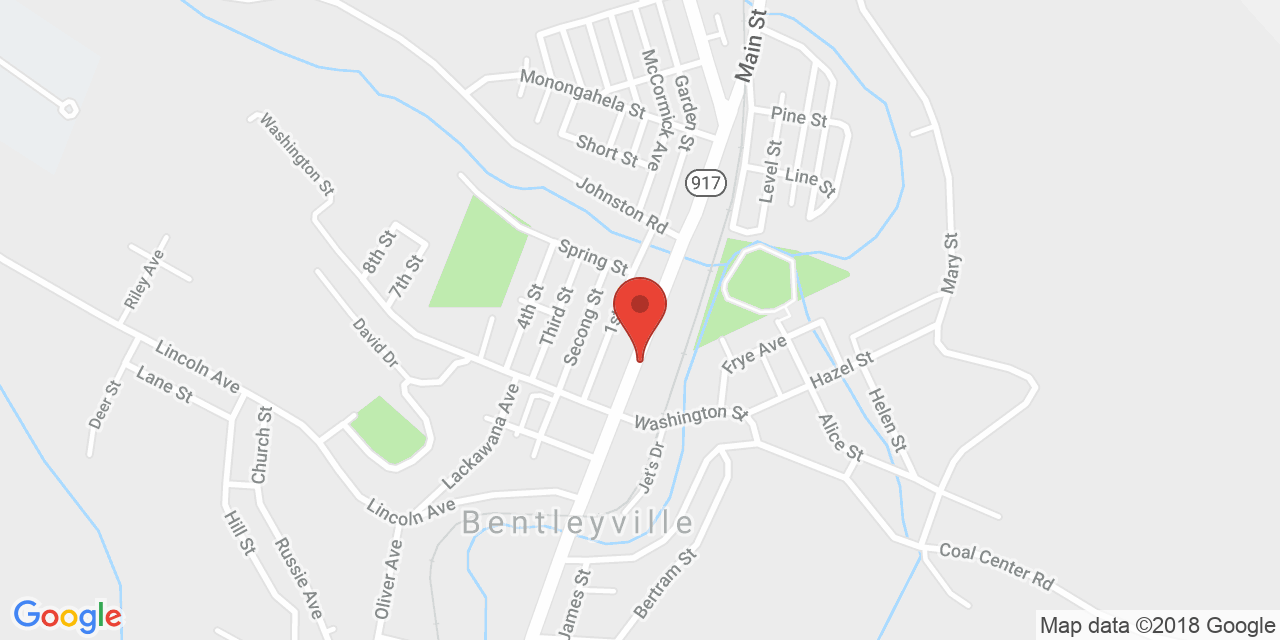 Main St
McCormick Ave
Garden St
Monongahela St
Pine St
Short St
Washington St
Level St
Line St
917
Johnston Rd
8th St
7th St
Spring St
Mary St
Riley Ave
4th St
Third St
Secong St
1st
David Dr
Frye Ave
Lincoln Ave
Hazel St
Lane St
Deer St
Church St
Lackawana Ave
Washington St
Helen St
Alice St
Jet's Dr
Lincoln Ave
Bentleyville
Hill St
Russie Ave
Oliver Ave
James St
Bertram St
Coal Center Rd
Google
Map data ©2018 Google